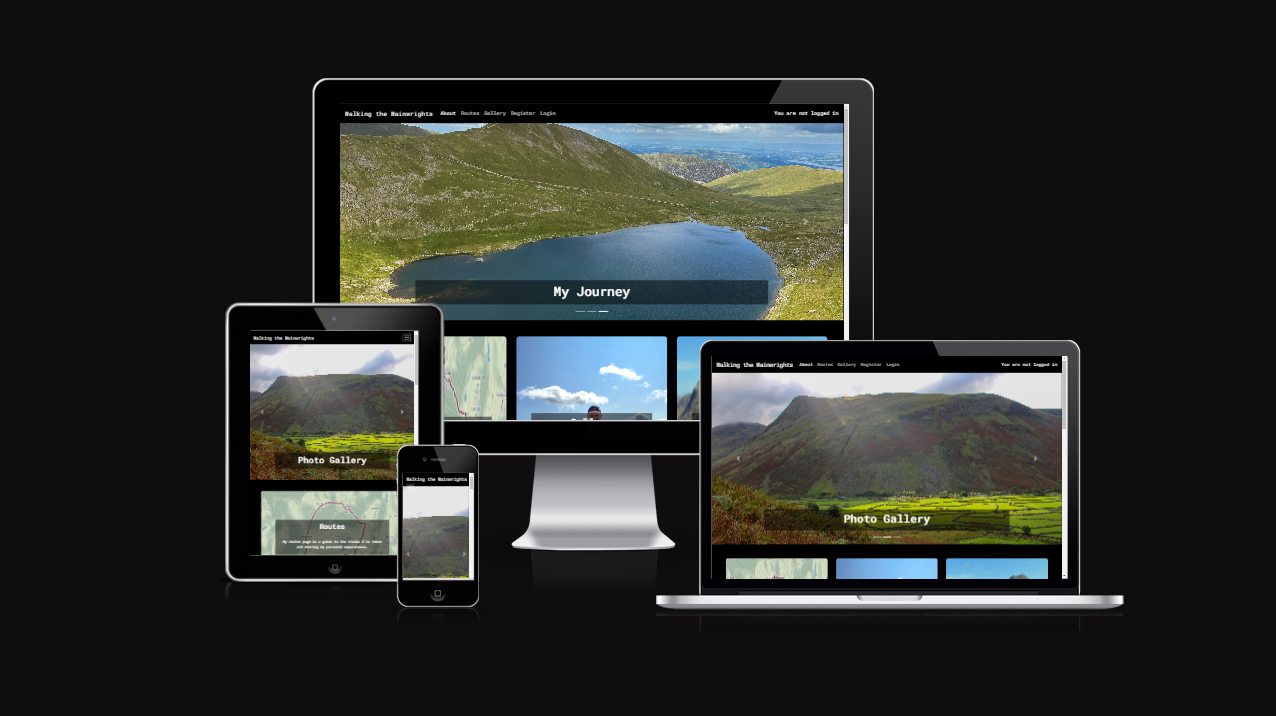 Walking the Wainwrights About Routes Gallery Register Login You are not logged in
My Journey
Walking the Wainwrights
Photo Gallery
Routes
My routes page is a guide to the tracks I've taken
and sharing my personal experiences.
Walking the Wainwrights
Walking the Wainwrights About Routes Gallery Register Login You are not logged in
Photo Gallery